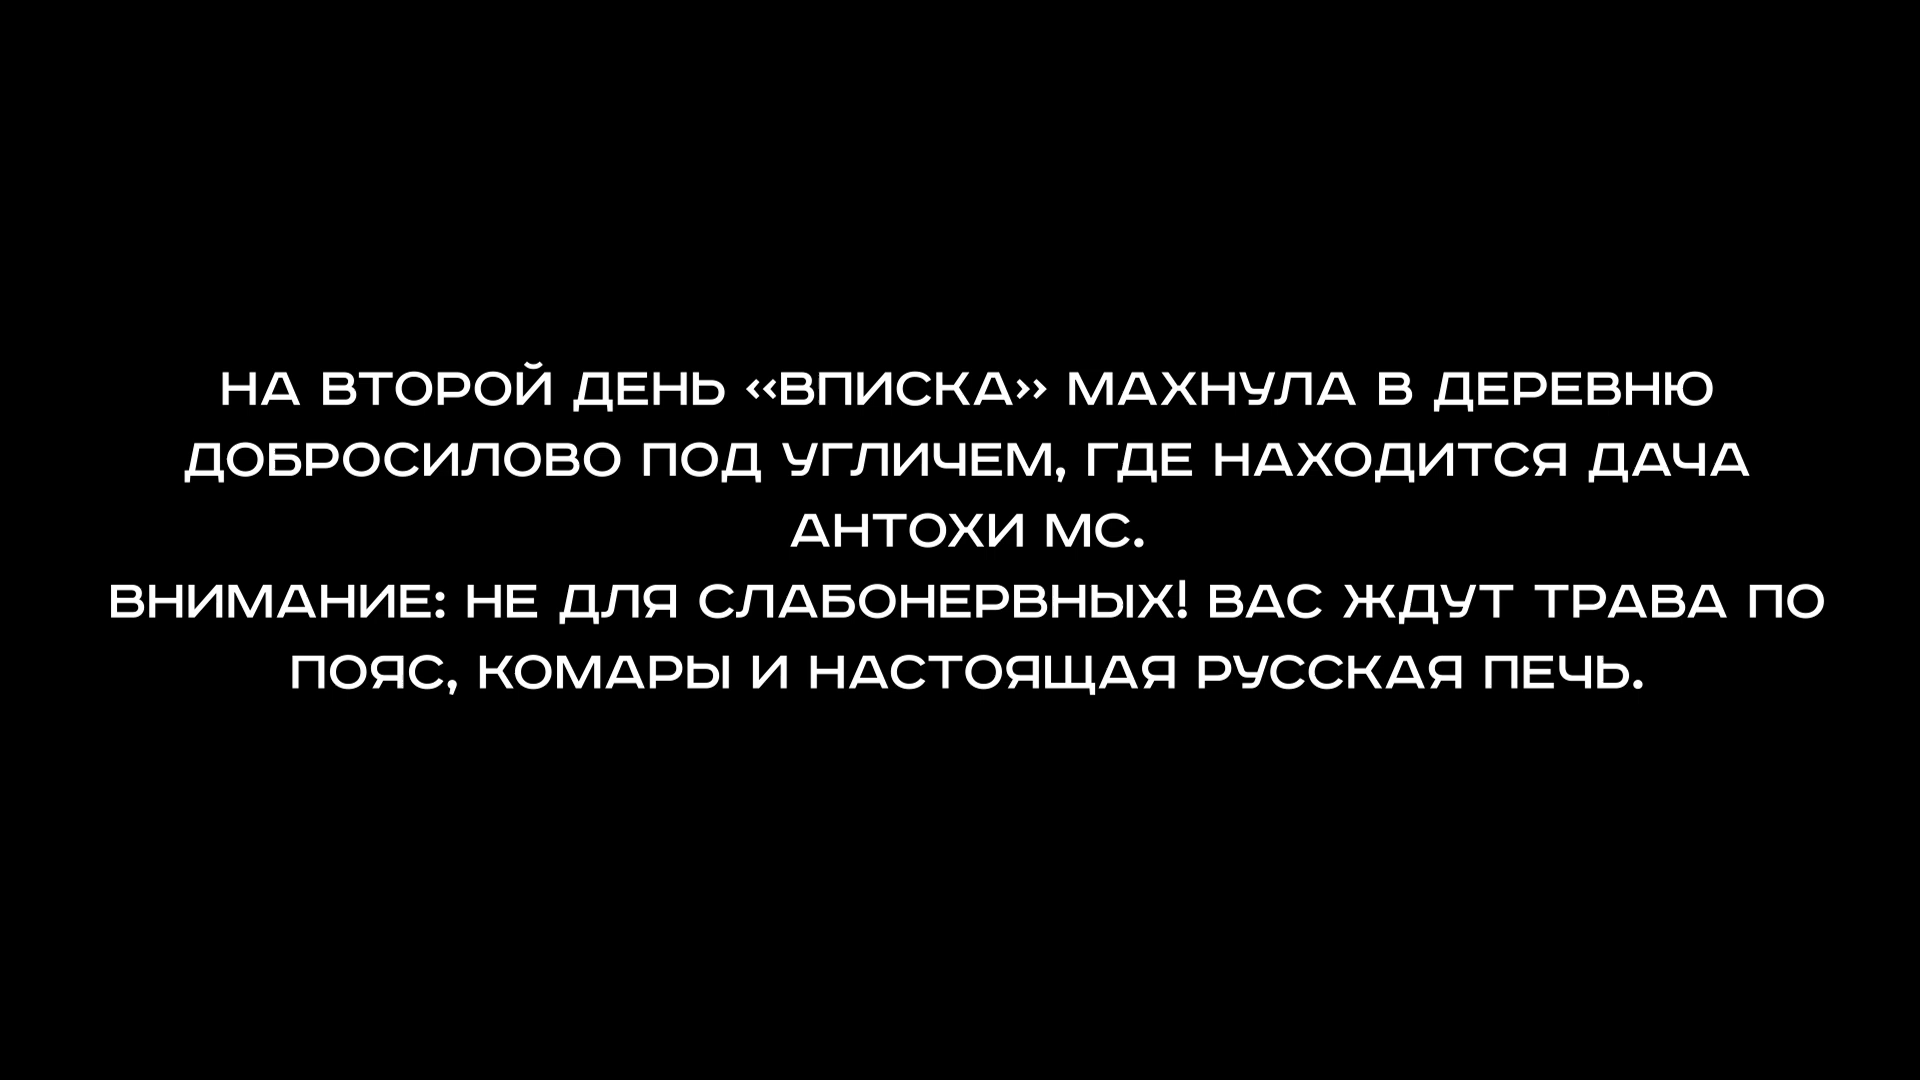 НА ВТОРОЙ ДЕНЬ «ВПИСКА» МАХНУЛА В ДЕРЕВНЮ
ДОБРОСИЛОВО ПОД УГЛИЧЕМ, ГДЕ НАХОДИТСЯ ДАЧА
АНТОХИ МС.
ВНИМАНИЕ: НЕ ДЛЯ СЛАБОНЕРВНЫХ! ВАС ЖДУТ ТРАВА ПО
ПОЯС, КОМАРЫ И НАСТОЯЩАЯ РУССКАЯ ПЕЧЬ.